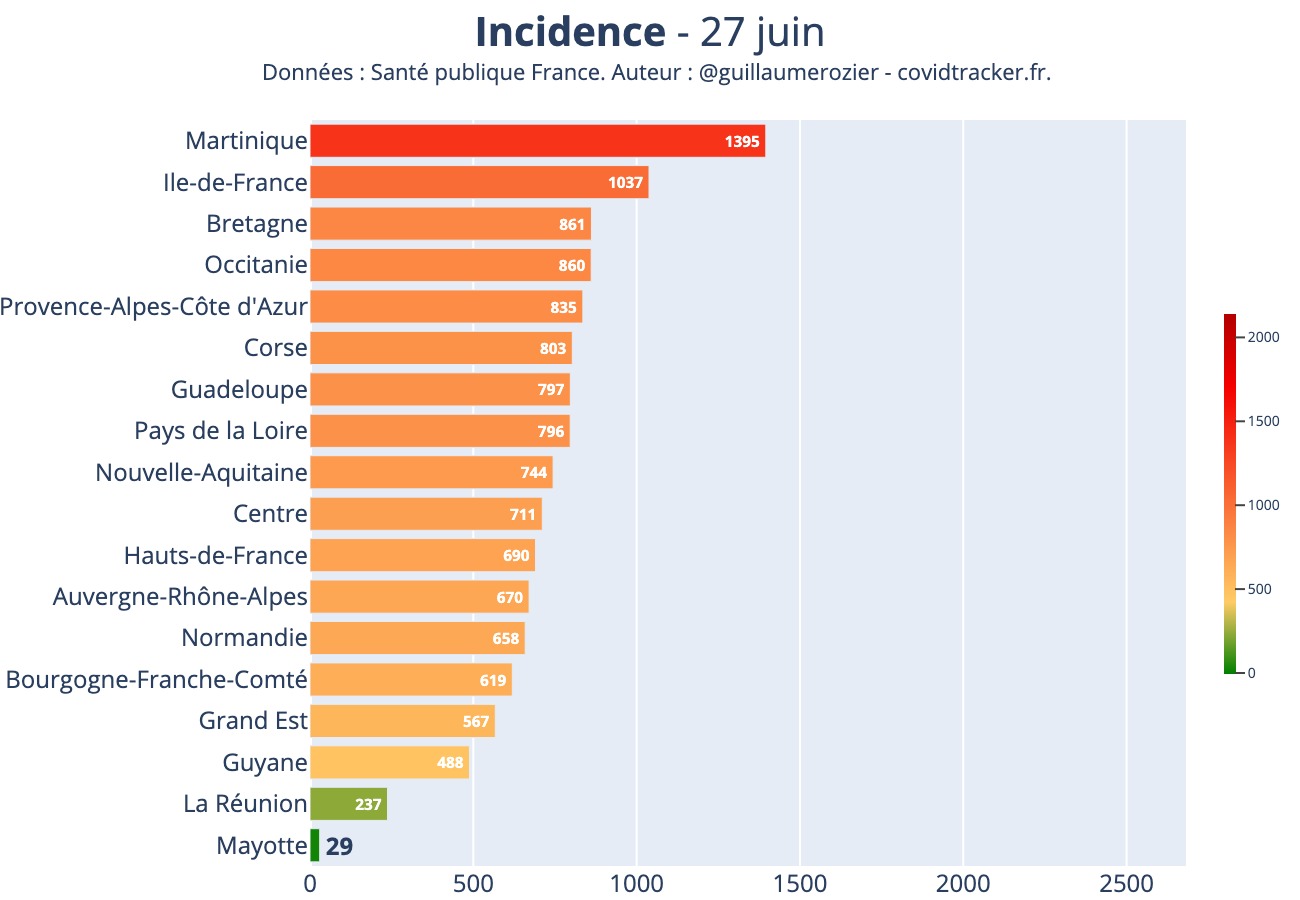 Incidence - 27 juin
Données : Santé publique France. Auteur : @guillaumerozier - covidtracker.fr.
Martinique 1395
Ile-de-France 1037
Bretagne 861
Occitanie 860
Provence-Alpes-Côte d'Azur 835
Corse 803
Guadeloupe 797
Pays de la Loire 796
Nouvelle-Aquitaine 744
Centre 711
Hauts-de-France 690
Auvergne-Rhône-Alpes 670
Normandie 658
Bourgogne-Franche-Comté 619
Grand Est 567
Guyane 488
La Réunion 237
Mayotte 29
0 500 1000 1500 2000 2500
2000
1500
1000
500
0